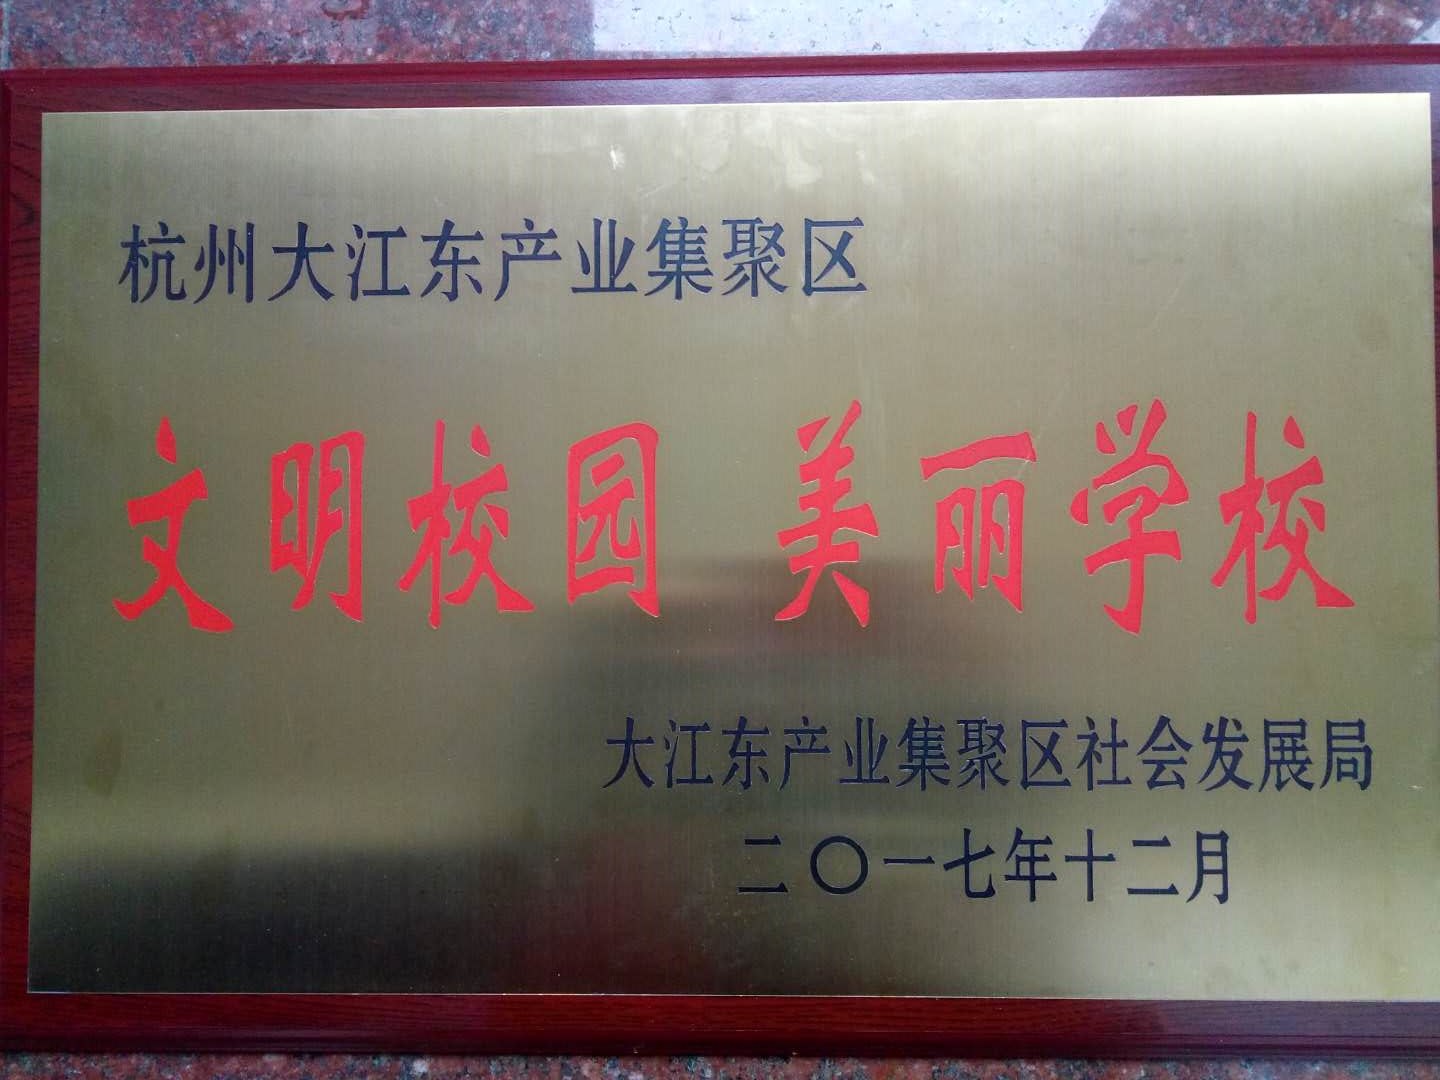 杭州大江东产业集聚区
文明校园 美丽学校
大江东产业集聚区社会发展局
二〇一七年十二月